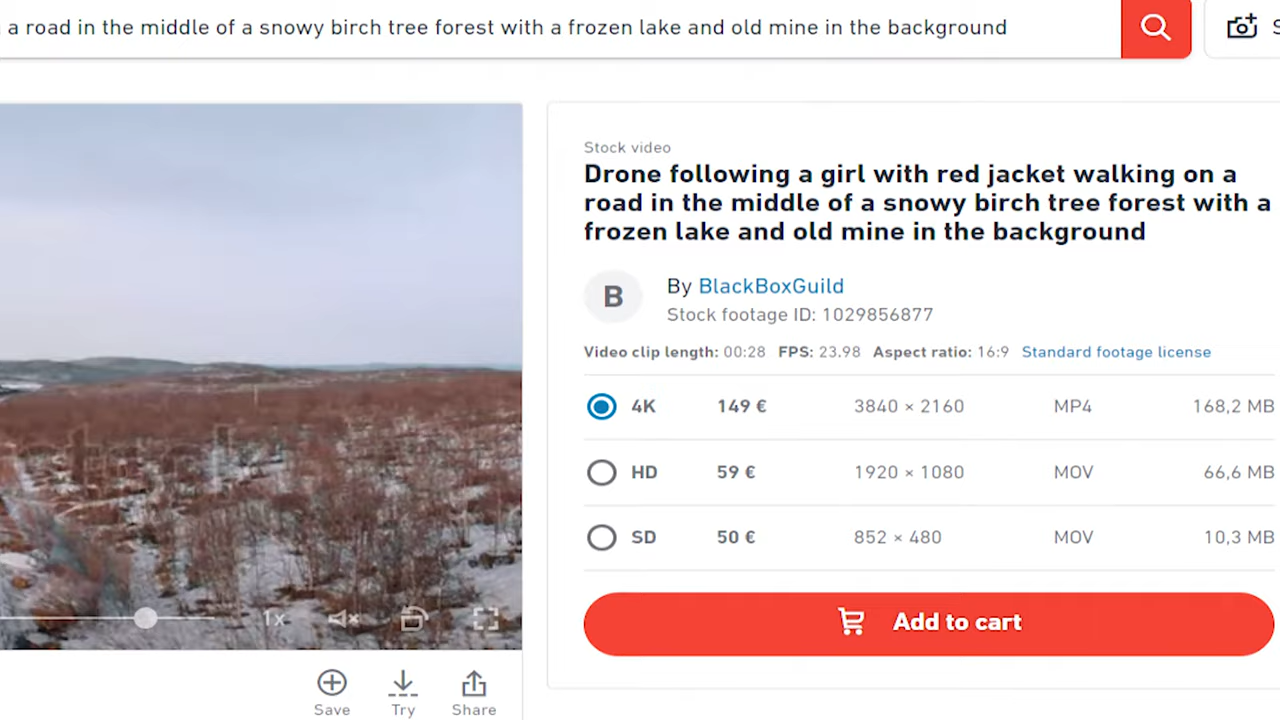 a road in the middle of a snowy birch tree forest with a frozen lake and old mine in the background
Stock video
Drone following a girl with red jacket walking on a
road in the middle of a snowy birch tree forest with a
frozen lake and old mine in the background
B
By BlackBoxGuild
Stock footage ID: 1029856877
Video clip length: 00:28 FPS: 23.98 Aspect ratio: 16:9 Standard footage license
4K 149 € 3840 × 2160 MP4 168,2 MB
HD 59 € 1920 × 1080 MOV 66,6 MB
SD 50 € 852 × 480 MOV 10,3 MB
Add to cart
1x
Save Try Share